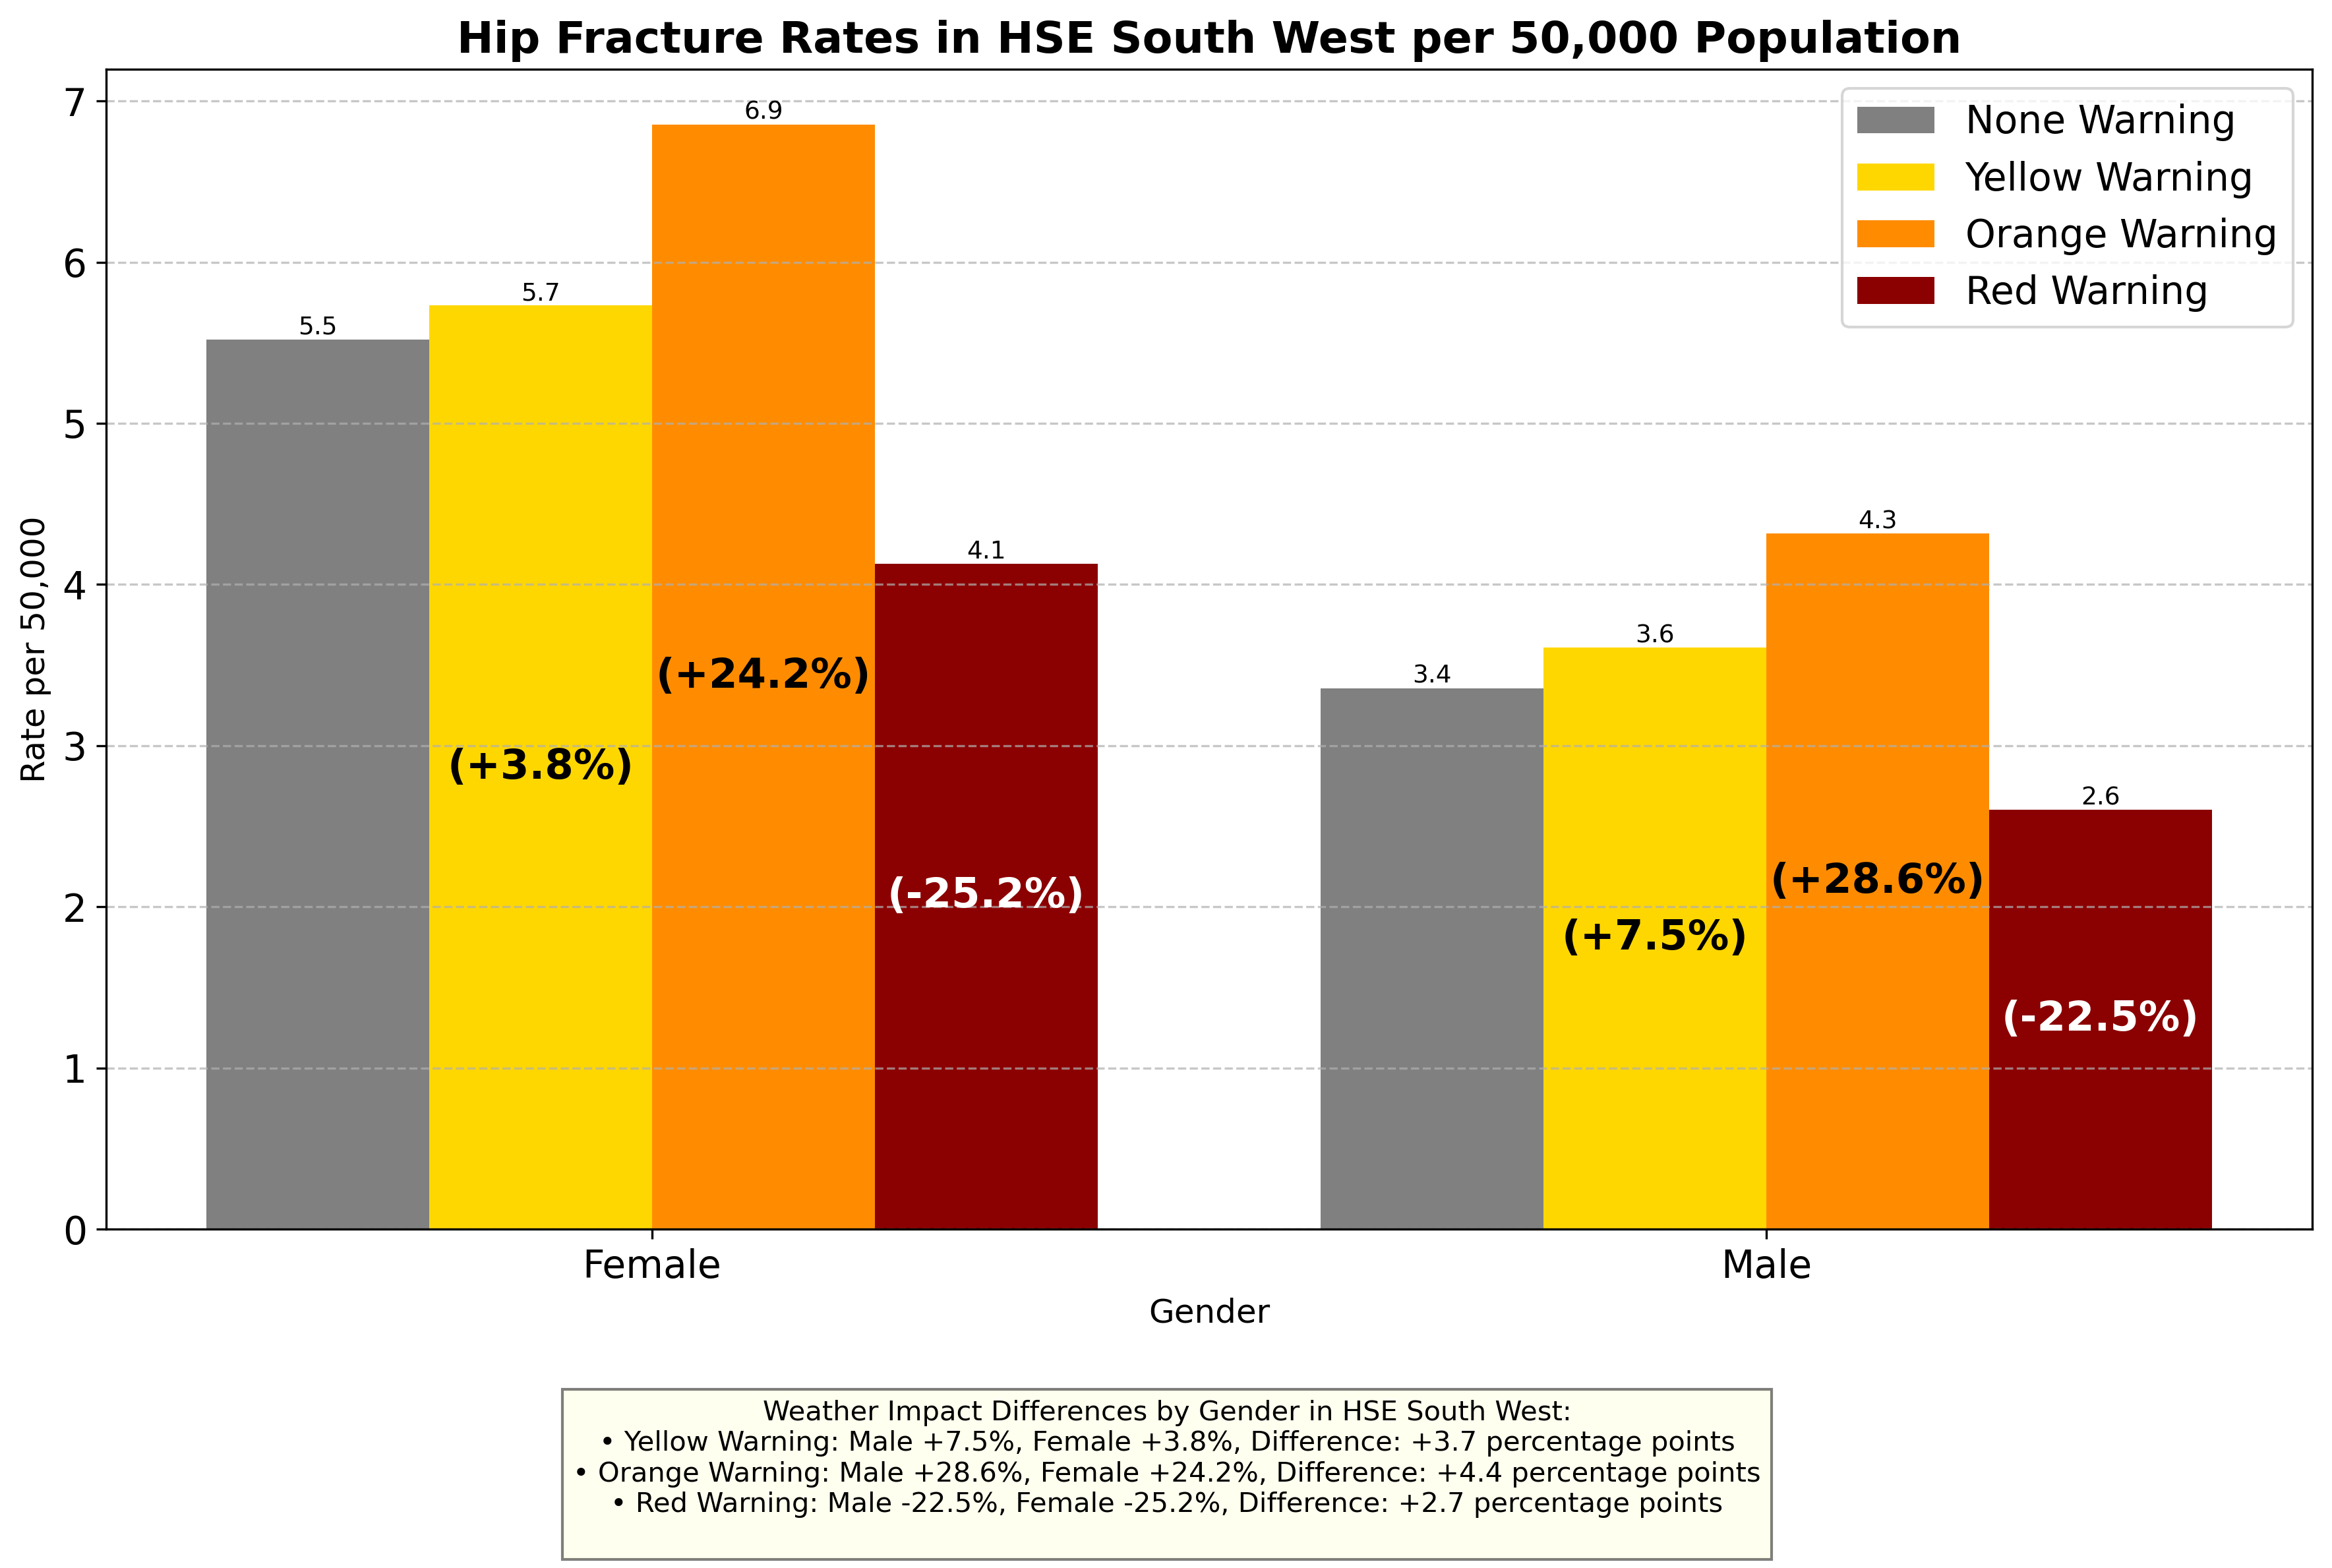 Hip Fracture Rates in HSE South West per 50,000 Population
None Warning
Yellow Warning
Orange Warning
Red Warning
Rate per 50,000
7
6
5
4
3
2
1
0
5.5
5.7
6.9
4.1
3.4
3.6
4.3
2.6
(+3.8%)
(+24.2%)
(-25.2%)
(+7.5%)
(+28.6%)
(-22.5%)
Female
Male
Gender
Weather Impact Differences by Gender in HSE South West:
• Yellow Warning: Male +7.5%, Female +3.8%, Difference: +3.7 percentage points
• Orange Warning: Male +28.6%, Female +24.2%, Difference: +4.4 percentage points
• Red Warning: Male -22.5%, Female -25.2%, Difference: +2.7 percentage points